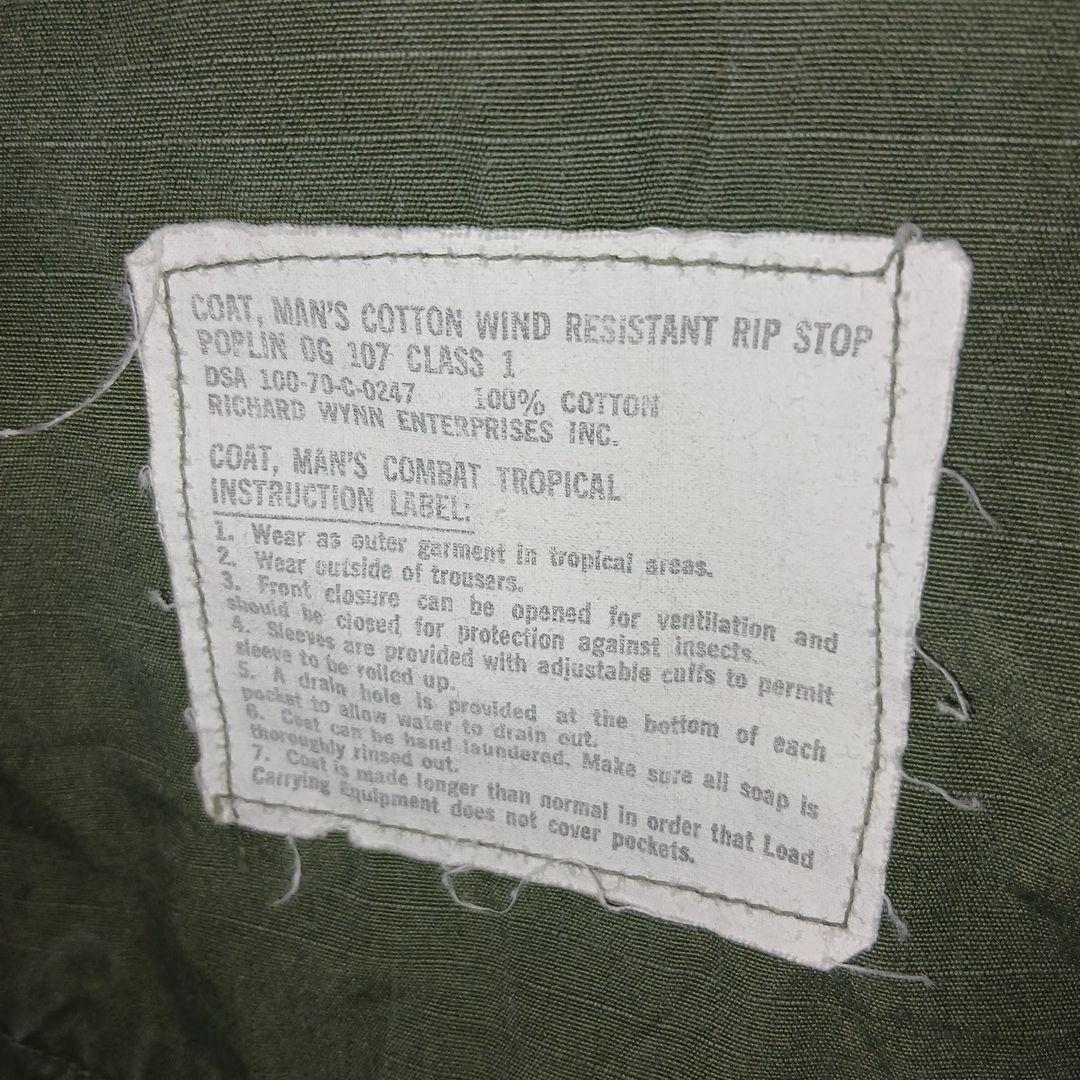 COAT, MAN'S COTTON WIND RESISTANT RIP STOP
POPLIN OG 107 CLASS 1
DSA 100-70-C-0247 100% COTTON
RICHARD WYNN ENTERPRISES INC.
COAT, MAN'S COMBAT TROPICAL
INSTRUCTION LABEL:
1. Wear as outer garment in tropical areas.
2. Wear outside of trousers.
3. Front closure can be opened for ventilation and
should be closed for protection against insects.
4. Sleeves are provided with adjustable cuffs to permit
sleeve to be rolled up.
5. A drain hole is provided at the bottom of each
pocket to allow water to drain out.
6. Coat can be hand laundered. Make sure all soap is
thoroughly rinsed out.
7. Coat is made longer than normal in order that Load
Carrying Equipment does not cover pockets.